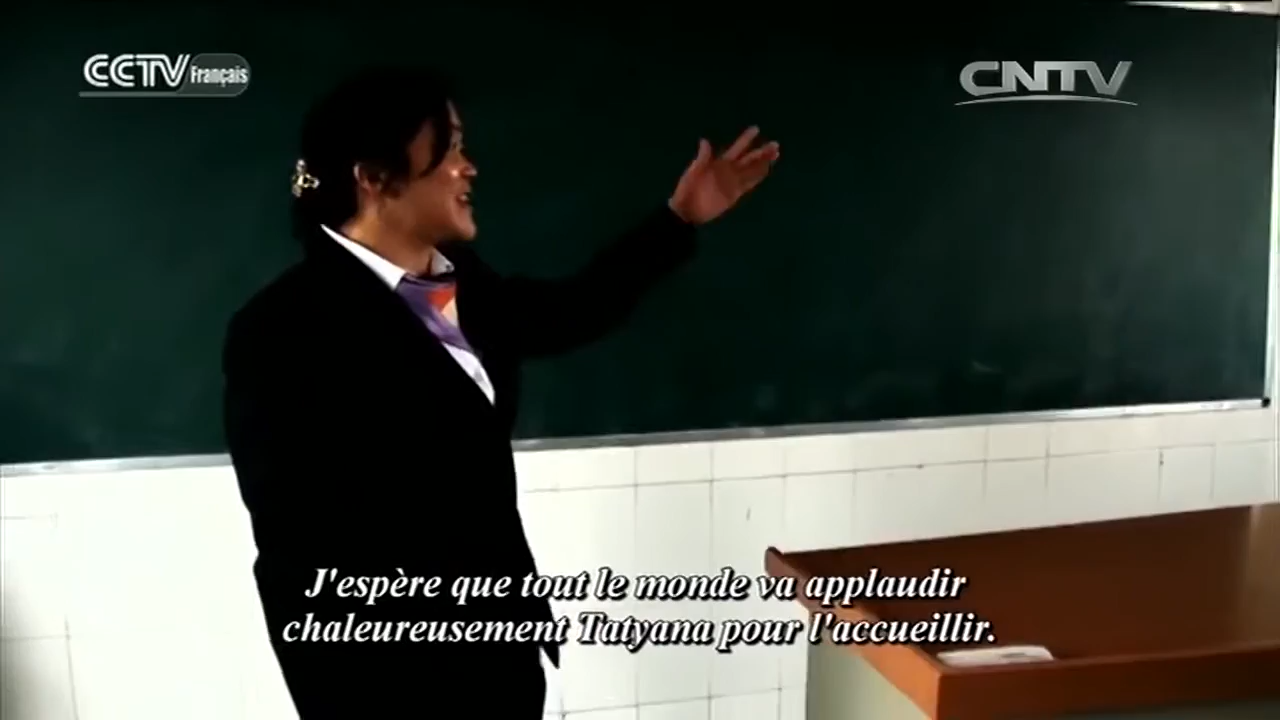 CCTV Français
CNTV
J'espère que tout le monde va applaudir
chaleureusement Tatyana pour l'accueillir.